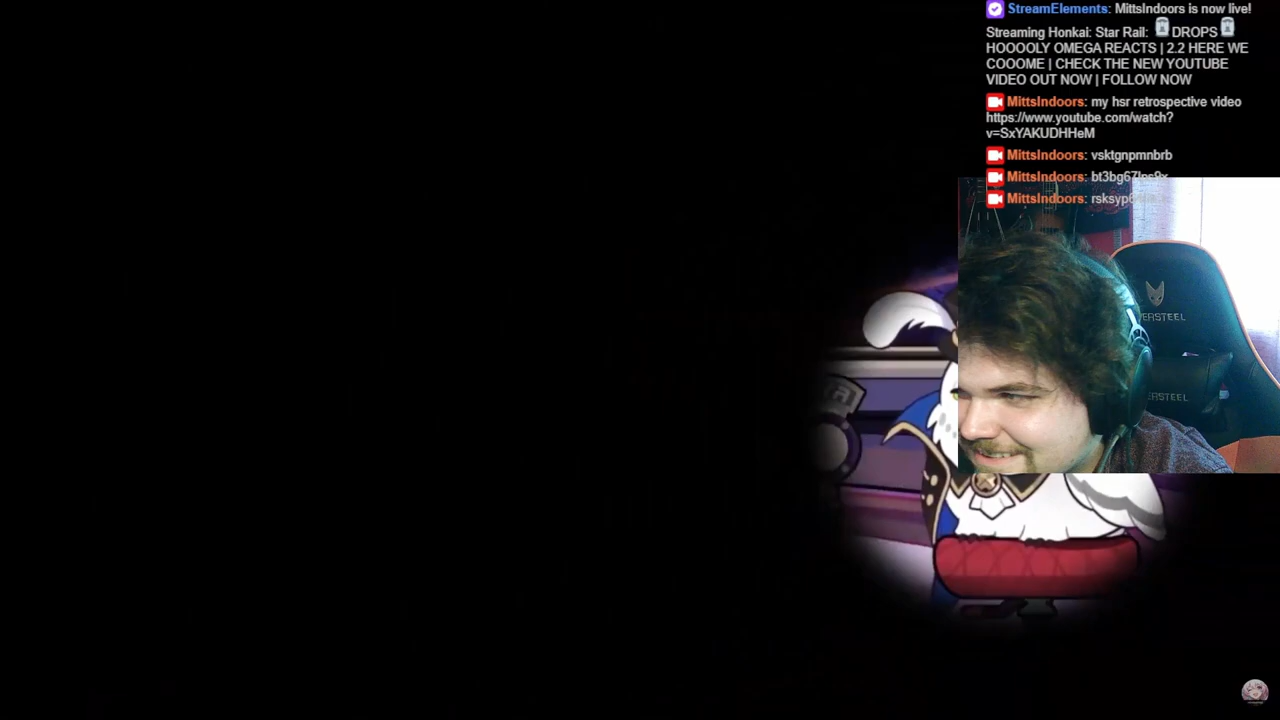 StreamElements: MittsIndoors is now live!
Streaming Honkai: Star Rail: DROPS
HOOOOLY OMEGA REACTS | 2.2 HERE WE
COOOME | CHECK THE NEW YOUTUBE
VIDEO OUT NOW | FOLLOW NOW
MittsIndoors: my hsr retrospective video
https://www.youtube.com/watch?
v=SxYAKUDHHeM
MittsIndoors: vsktgnpmnbrb
MittsIndoors:
MittsIndoors: